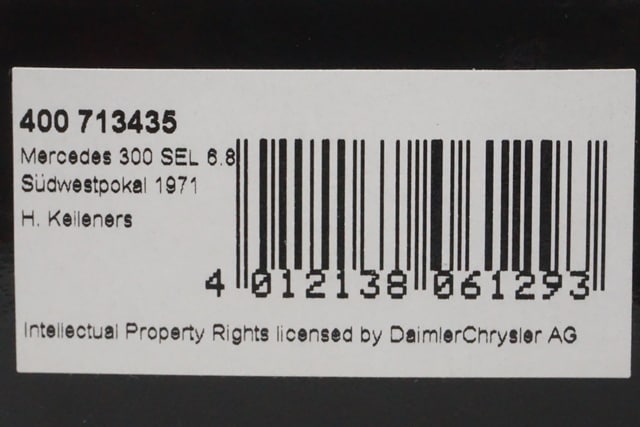 400 713435
Mercedes 300 SEL 6.8
Südwestpokal 1971
H. Kelleners
4 012138 061293
Intellectual Property Rights licensed by DaimlerChrysler AG